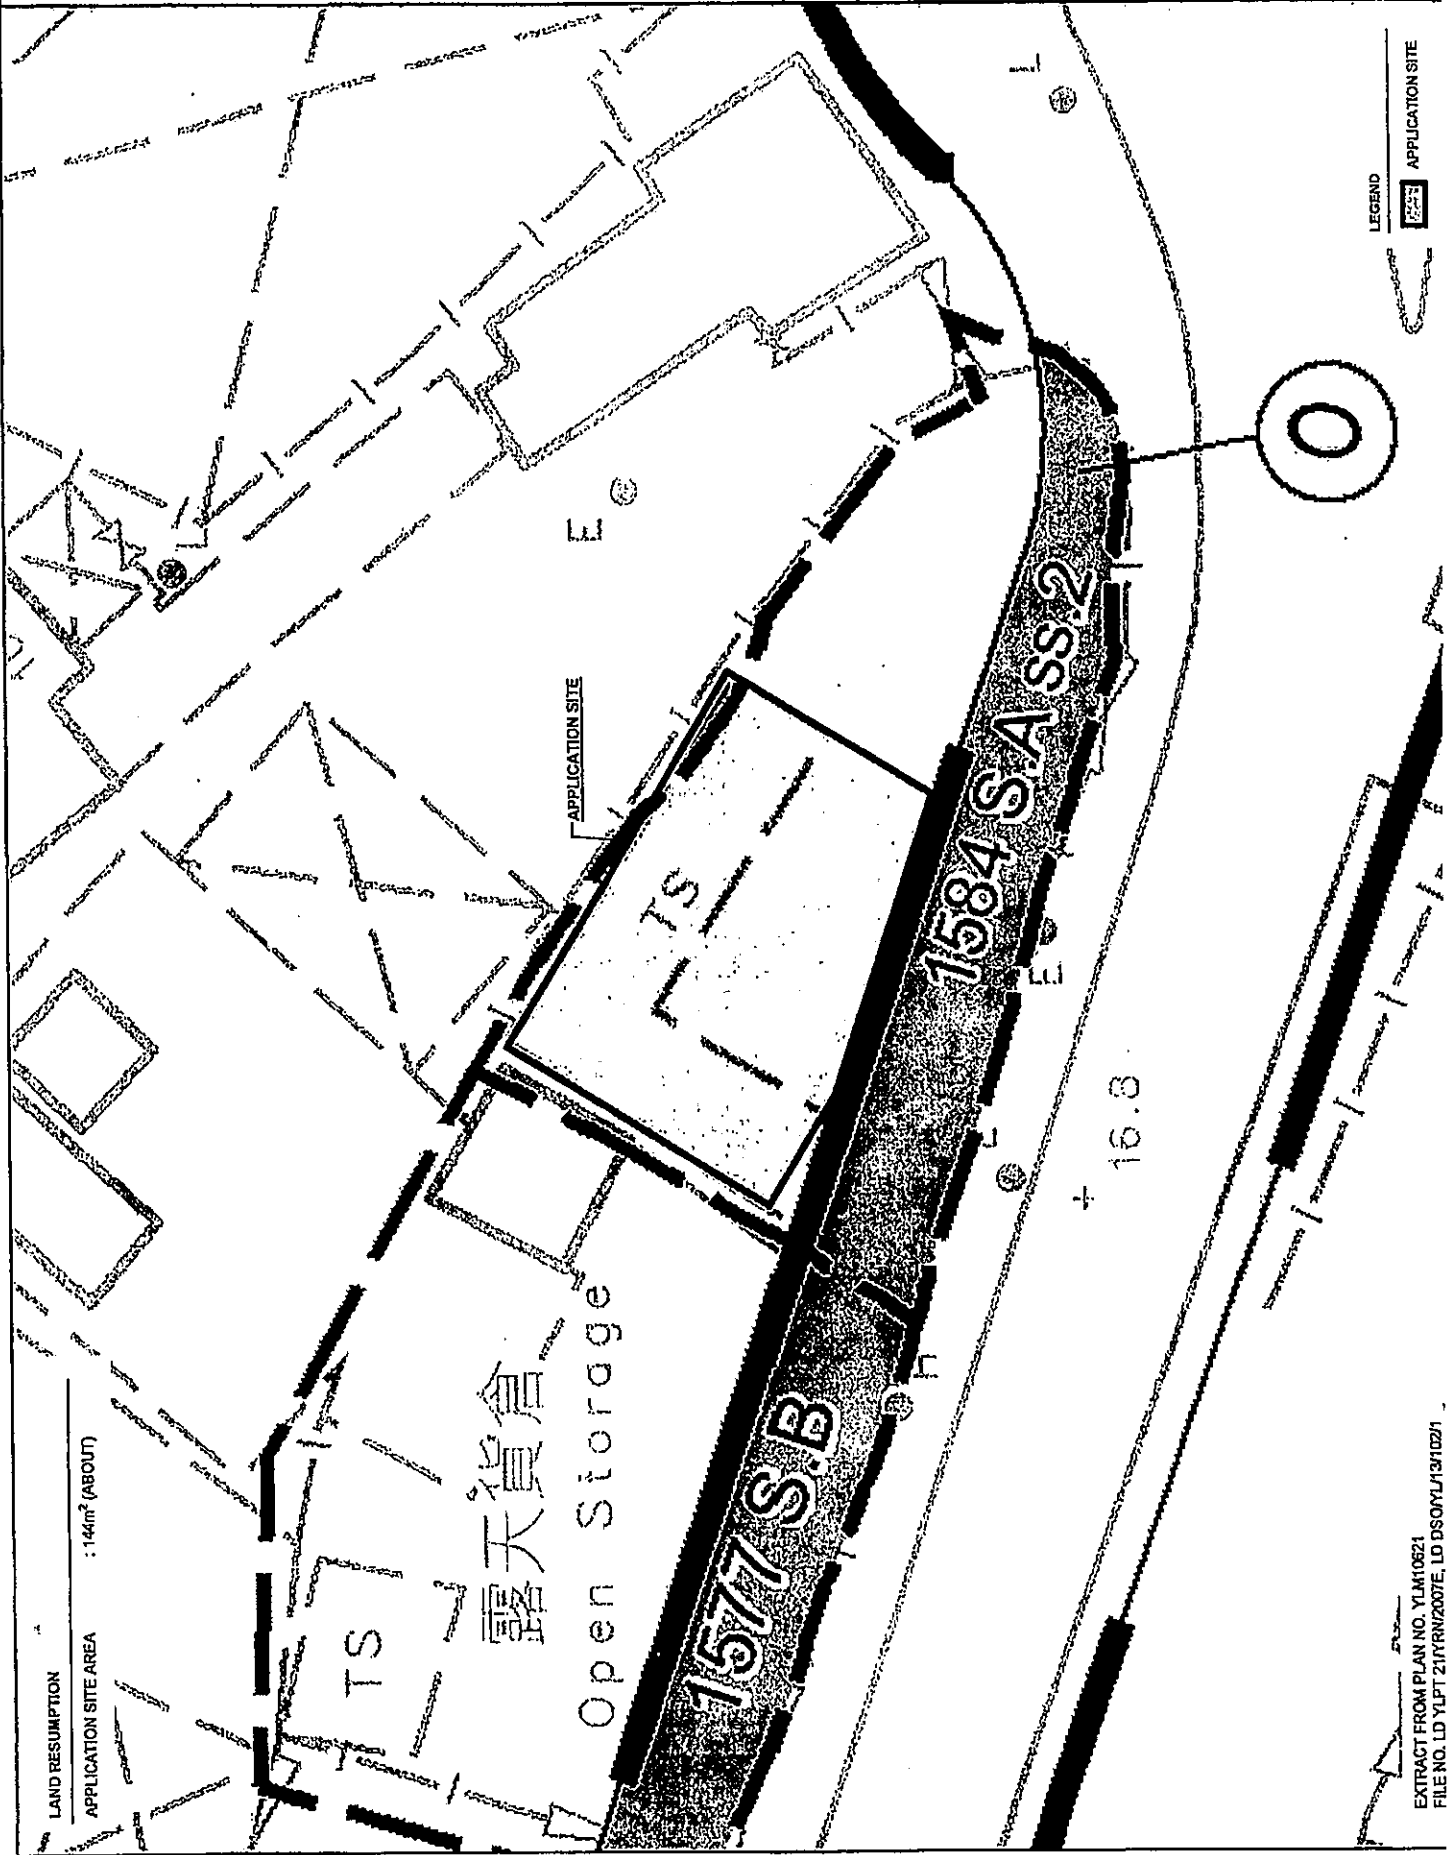 LAND RESUMPTION
APPLICATION SITE AREA : 144m² (ABOUT)
TS
露天貨倉
Open Storage
APPLICATION SITE
TS
E
L
1577 S.B
1584 S.A ss.2
E
16.8
O
LEGEND
APPLICATION SITE
EXTRACT FROM PLAN NO. YLM10621
FILE NO. LD YLPT 21/YRN/2007E, LD DSO/YL/13/102/1